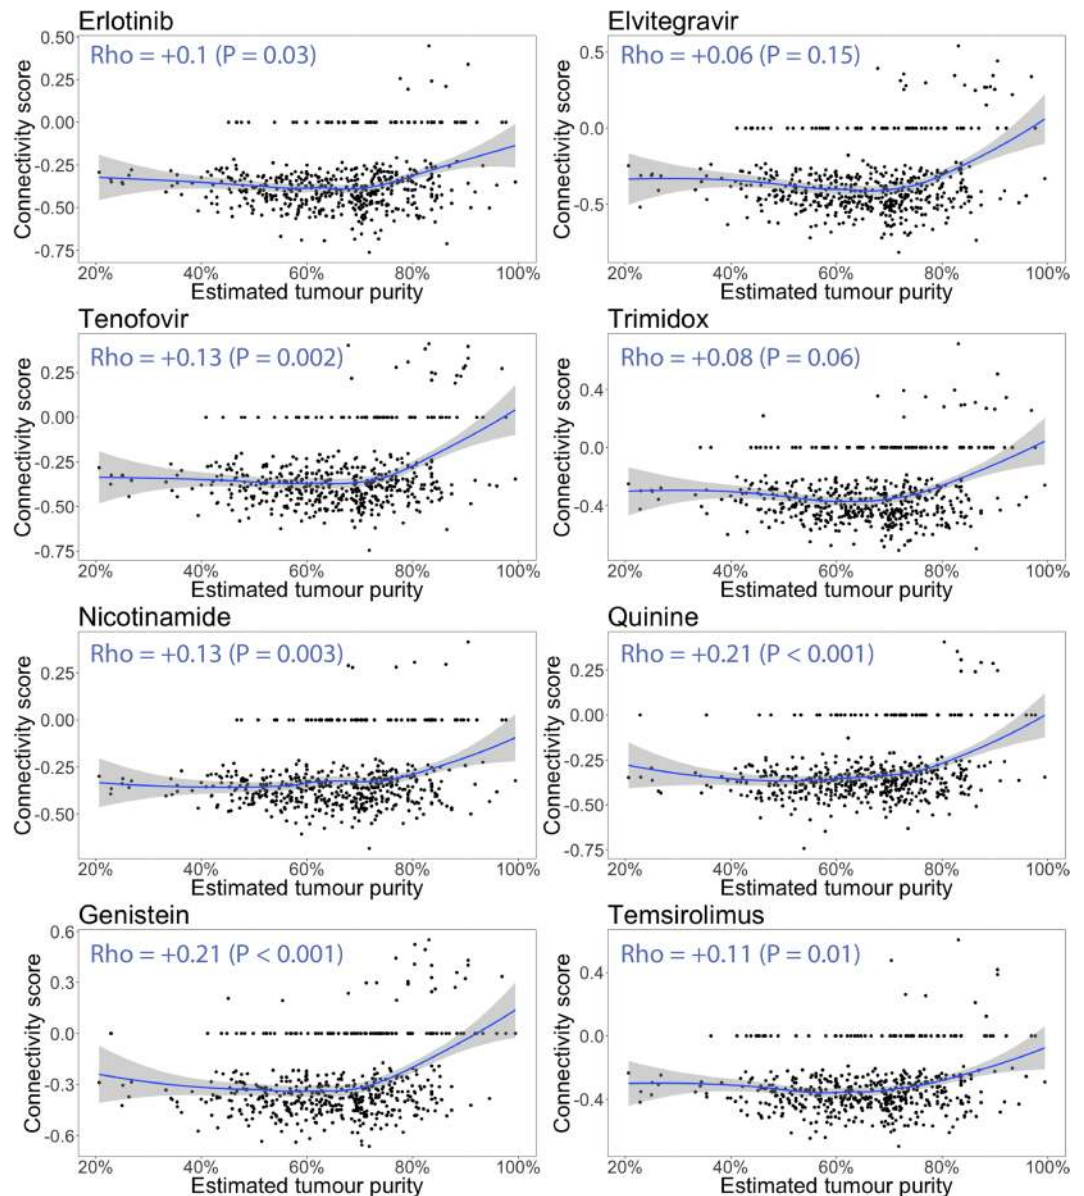 Erlotinib
Rho = +0.1 (P = 0.03)
Connectivity score
0.50
0.25
0.00
-0.25
-0.50
-0.75
20% 40% 60% 80% 100%
Estimated tumour purity
Elvitegravir
Rho = +0.06 (P = 0.15)
Connectivity score
0.5
0.0
-0.5
20% 40% 60% 80% 100%
Estimated tumour purity
Tenofovir
Rho = +0.13 (P = 0.002)
Connectivity score
0.25
0.00
-0.25
-0.50
-0.75
20% 40% 60% 80% 100%
Estimated tumour purity
Trimidox
Rho = +0.08 (P = 0.06)
Connectivity score
0.4
0.0
-0.4
20% 40% 60% 80% 100%
Estimated tumour purity
Nicotinamide
Rho = +0.13 (P = 0.003)
Connectivity score
0.25
0.00
-0.25
-0.50
20% 40% 60% 80% 100%
Estimated tumour purity
Quinine
Rho = +0.21 (P < 0.001)
Connectivity score
0.25
0.00
-0.25
-0.50
-0.75
20% 40% 60% 80% 100%
Estimated tumour purity
Genistein
Rho = +0.21 (P < 0.001)
Connectivity score
0.6
0.3
0.0
-0.3
-0.6
20% 40% 60% 80% 100%
Estimated tumour purity
Temsirolimus
Rho = +0.11 (P = 0.01)
Connectivity score
0.4
0.0
-0.4
20% 40% 60% 80% 100%
Estimated tumour purity